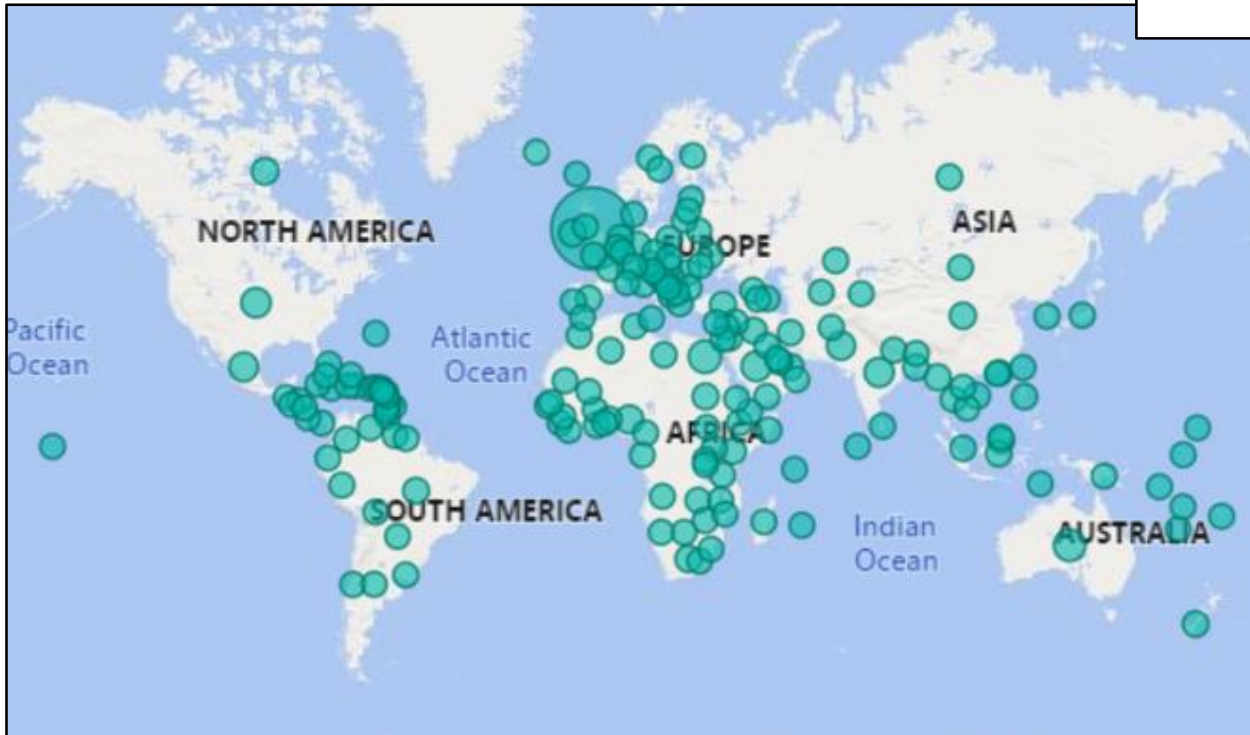 NORTH AMERICA
ASIA
EUROPE
Pacific
Ocean
Atlantic
Ocean
AFRICA
SOUTH AMERICA
Indian
Ocean
AUSTRALIA